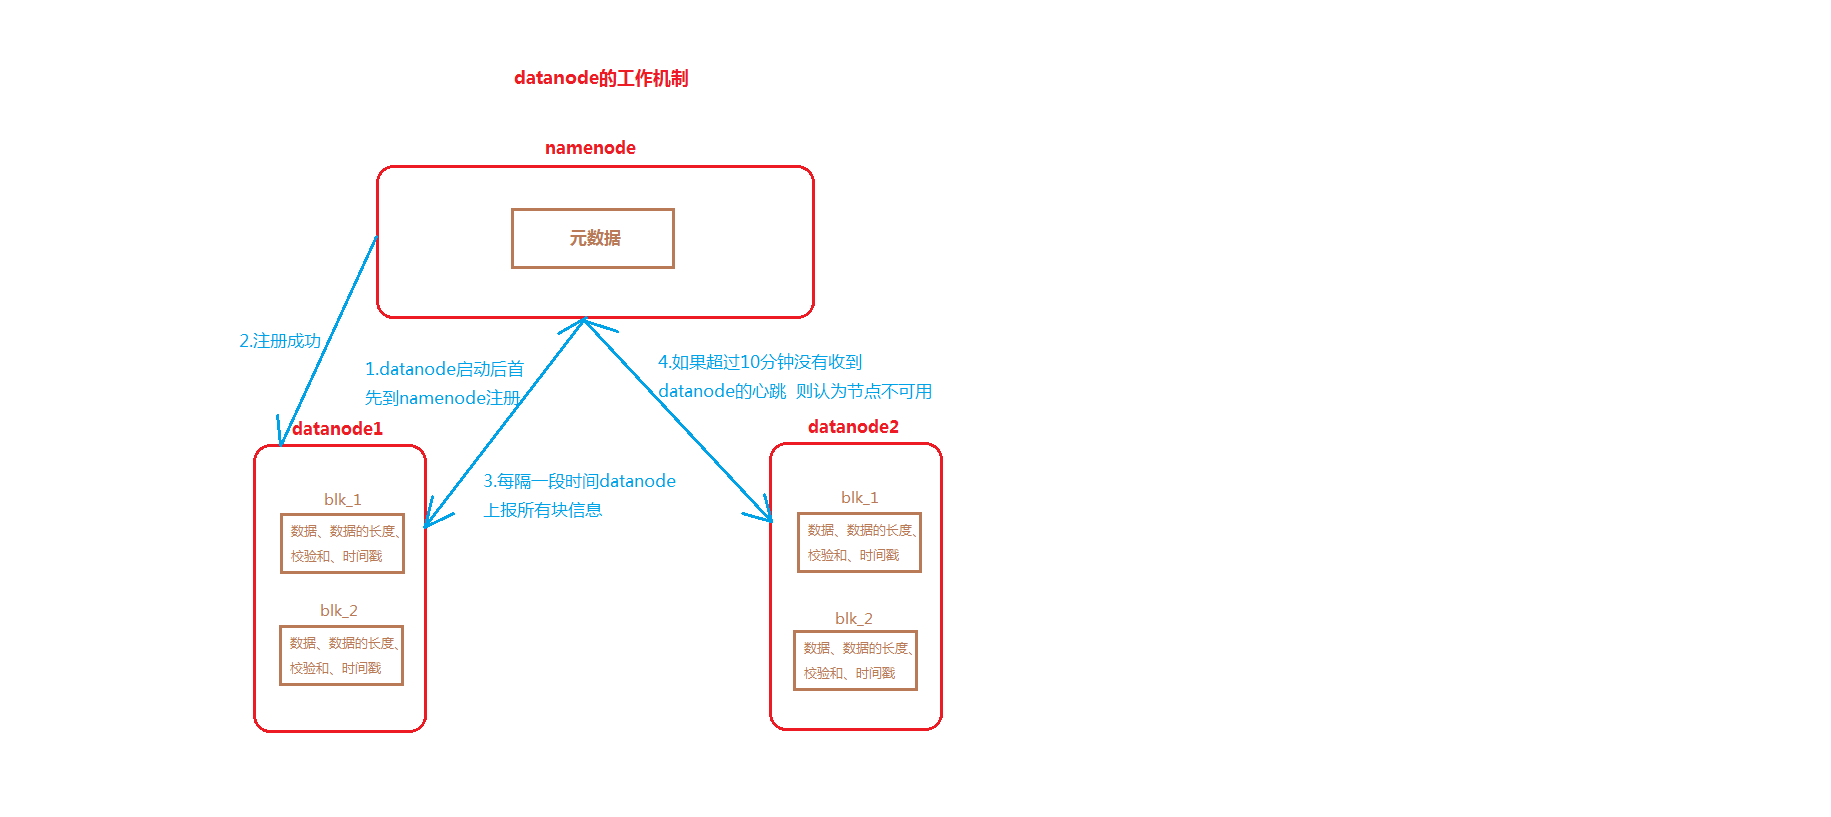 datanode的工作机制
namenode
元数据
2.注册成功
1.datanode启动后首
先到namenode注册
4.如果超过10分钟没有收到
datanode的心跳 则认为节点不可用
datanode1
datanode2
3.每隔一段时间datanode
上报所有块信息
blk_1
数据、数据的长度、
校验和、时间戳
blk_2
数据、数据的长度、
校验和、时间戳
blk_1
数据、数据的长度、
校验和、时间戳
blk_2
数据、数据的长度、
校验和、时间戳